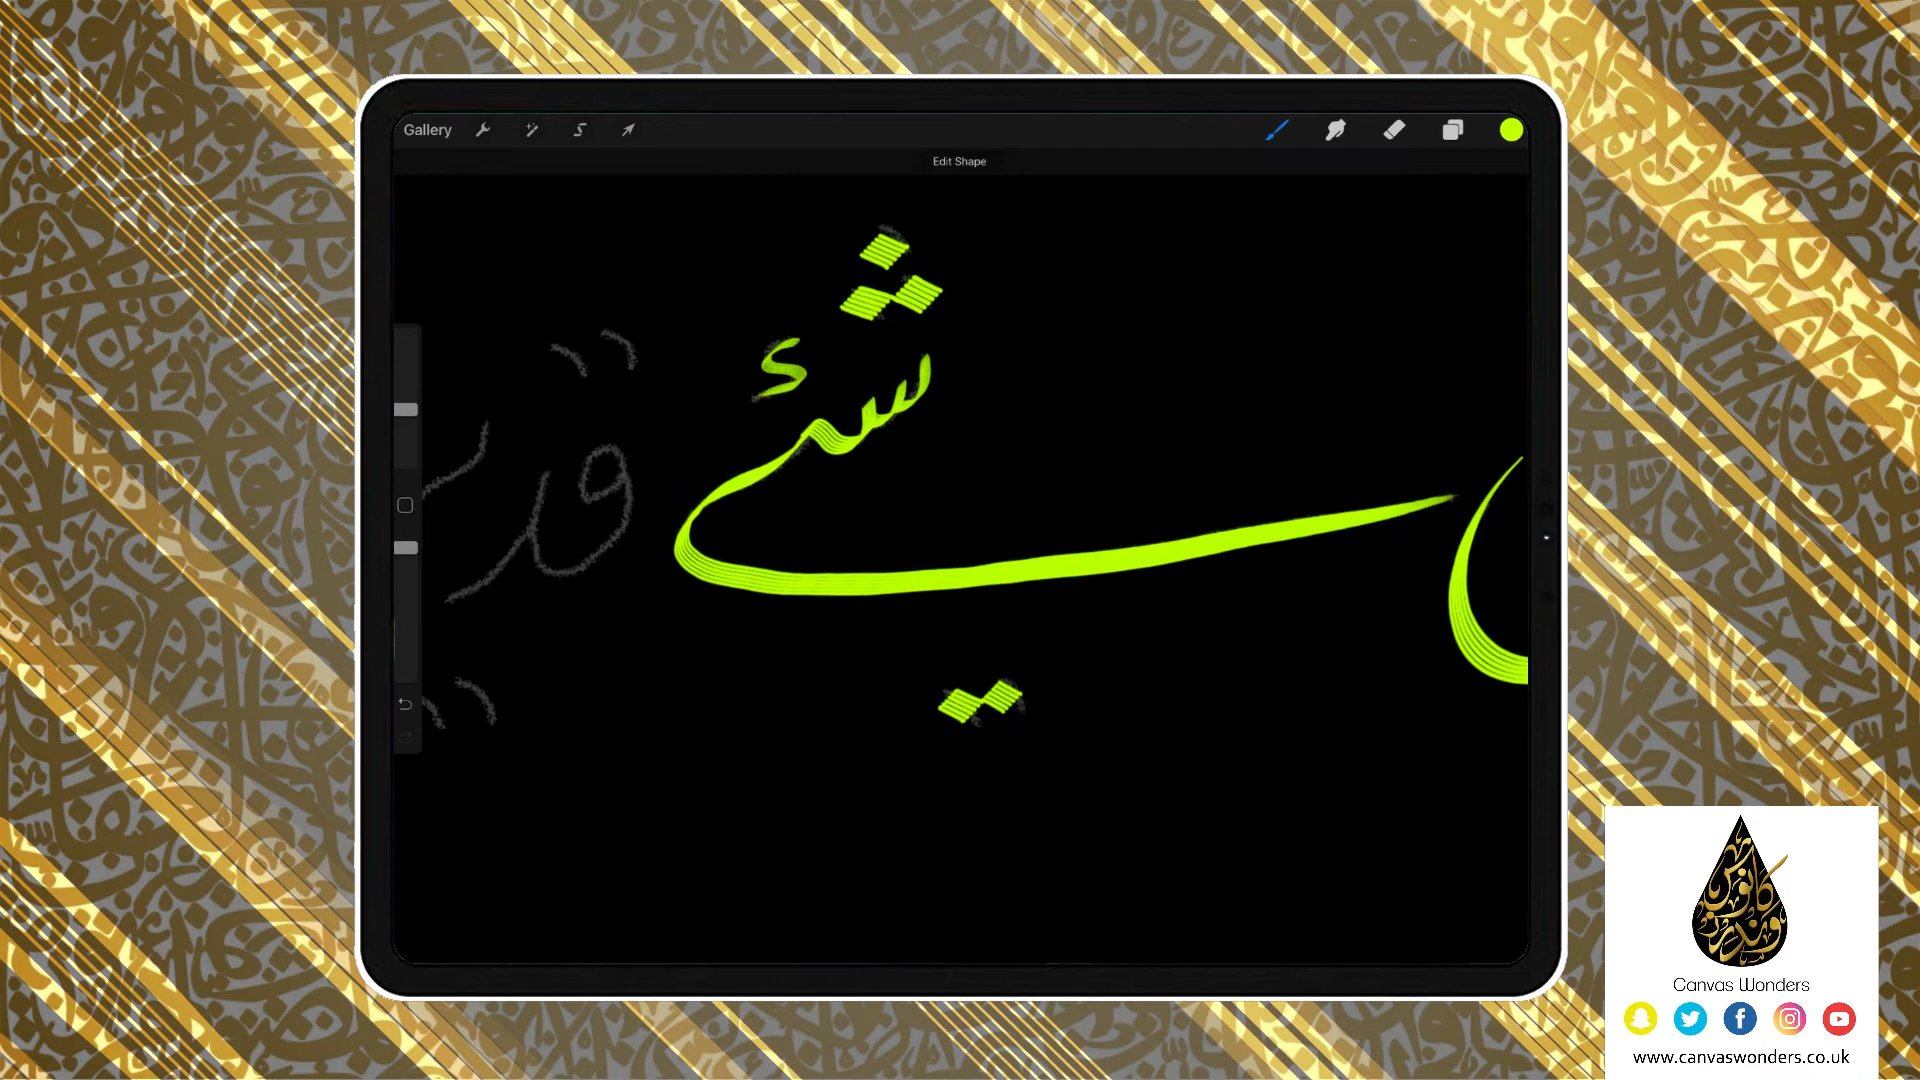 Gallery
Edit Shape
شيء
قدير
Canvas Wonders
www.canvaswonders.co.uk